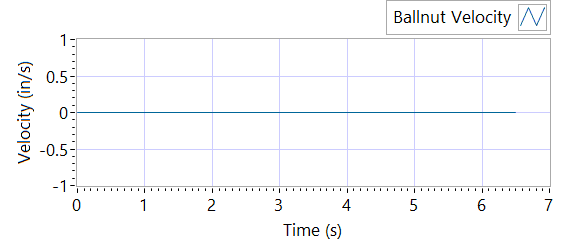 Ballnut Velocity
1
0.5
0
-0.5
-1
Velocity (in/s)
0 1 2 3 4 5 6 7
Time (s)